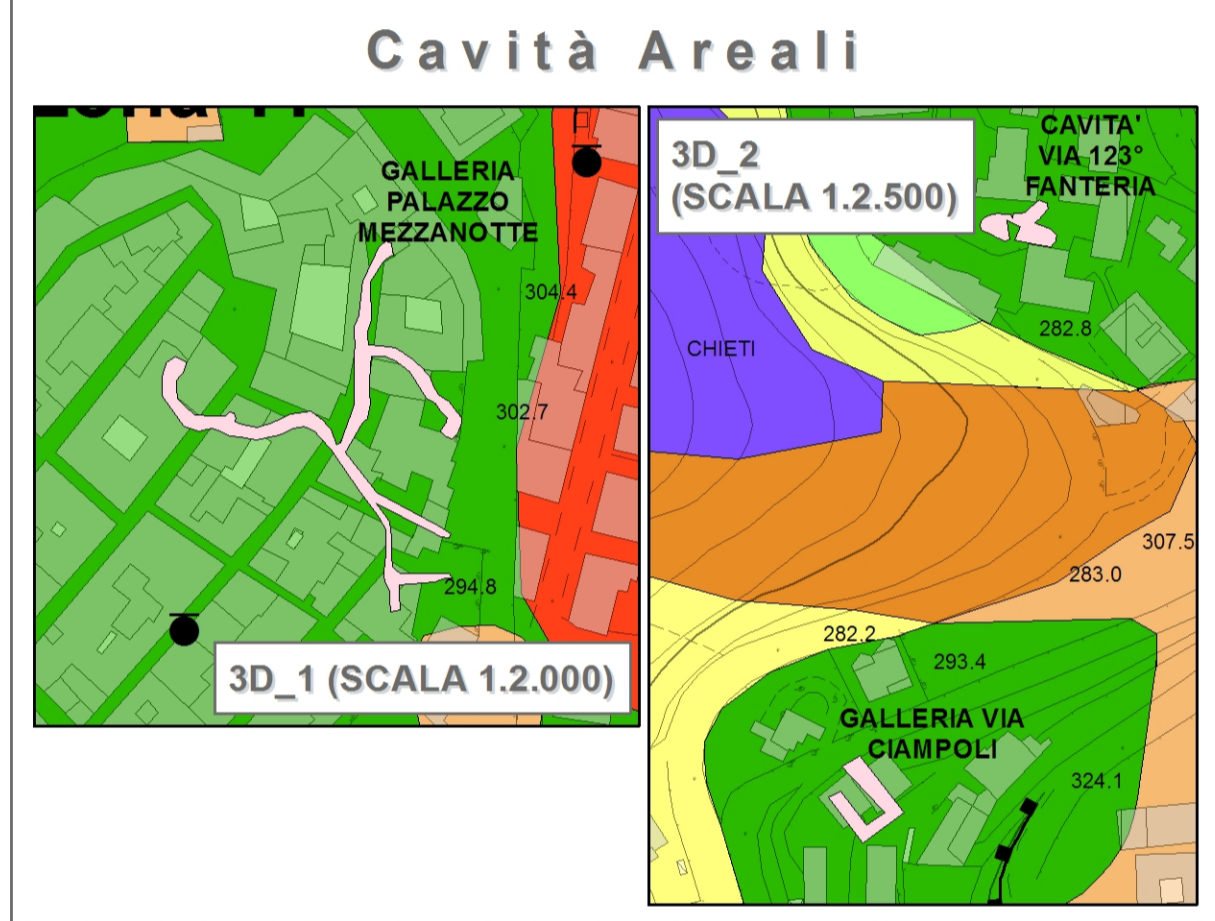 Cavità Areali
GALLERIA
PALAZZO
MEZZANOTTE
304.4
302.7
294.8
3D_1 (SCALA 1.2.000)
3D_2
(SCALA 1.2.500)
CAVITA'
VIA 123°
FANTERIA
282.8
CHIETI
307.5
283.0
282.2
293.4
GALLERIA VIA
CIAMPOLI
324.1